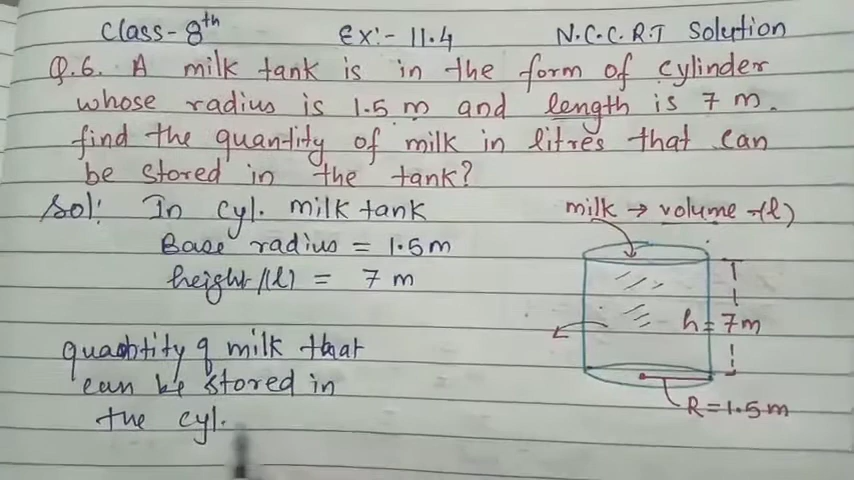 Class-8th Ex:- 11.4 N.C.C.R.T Solution
Q.6. A milk tank is in the form of cylinder
whose radius is 1.5 m and length is 7 m.
find the quantity of milk in litres that can
be stored in the tank?
Sol: In cyl. milk tank
Base radius = 1.5m
height/(l) = 7 m
milk → volume -(l)
h = 7m
R = 1.5 m
quantity of milk that
can be stored in
the cyl.